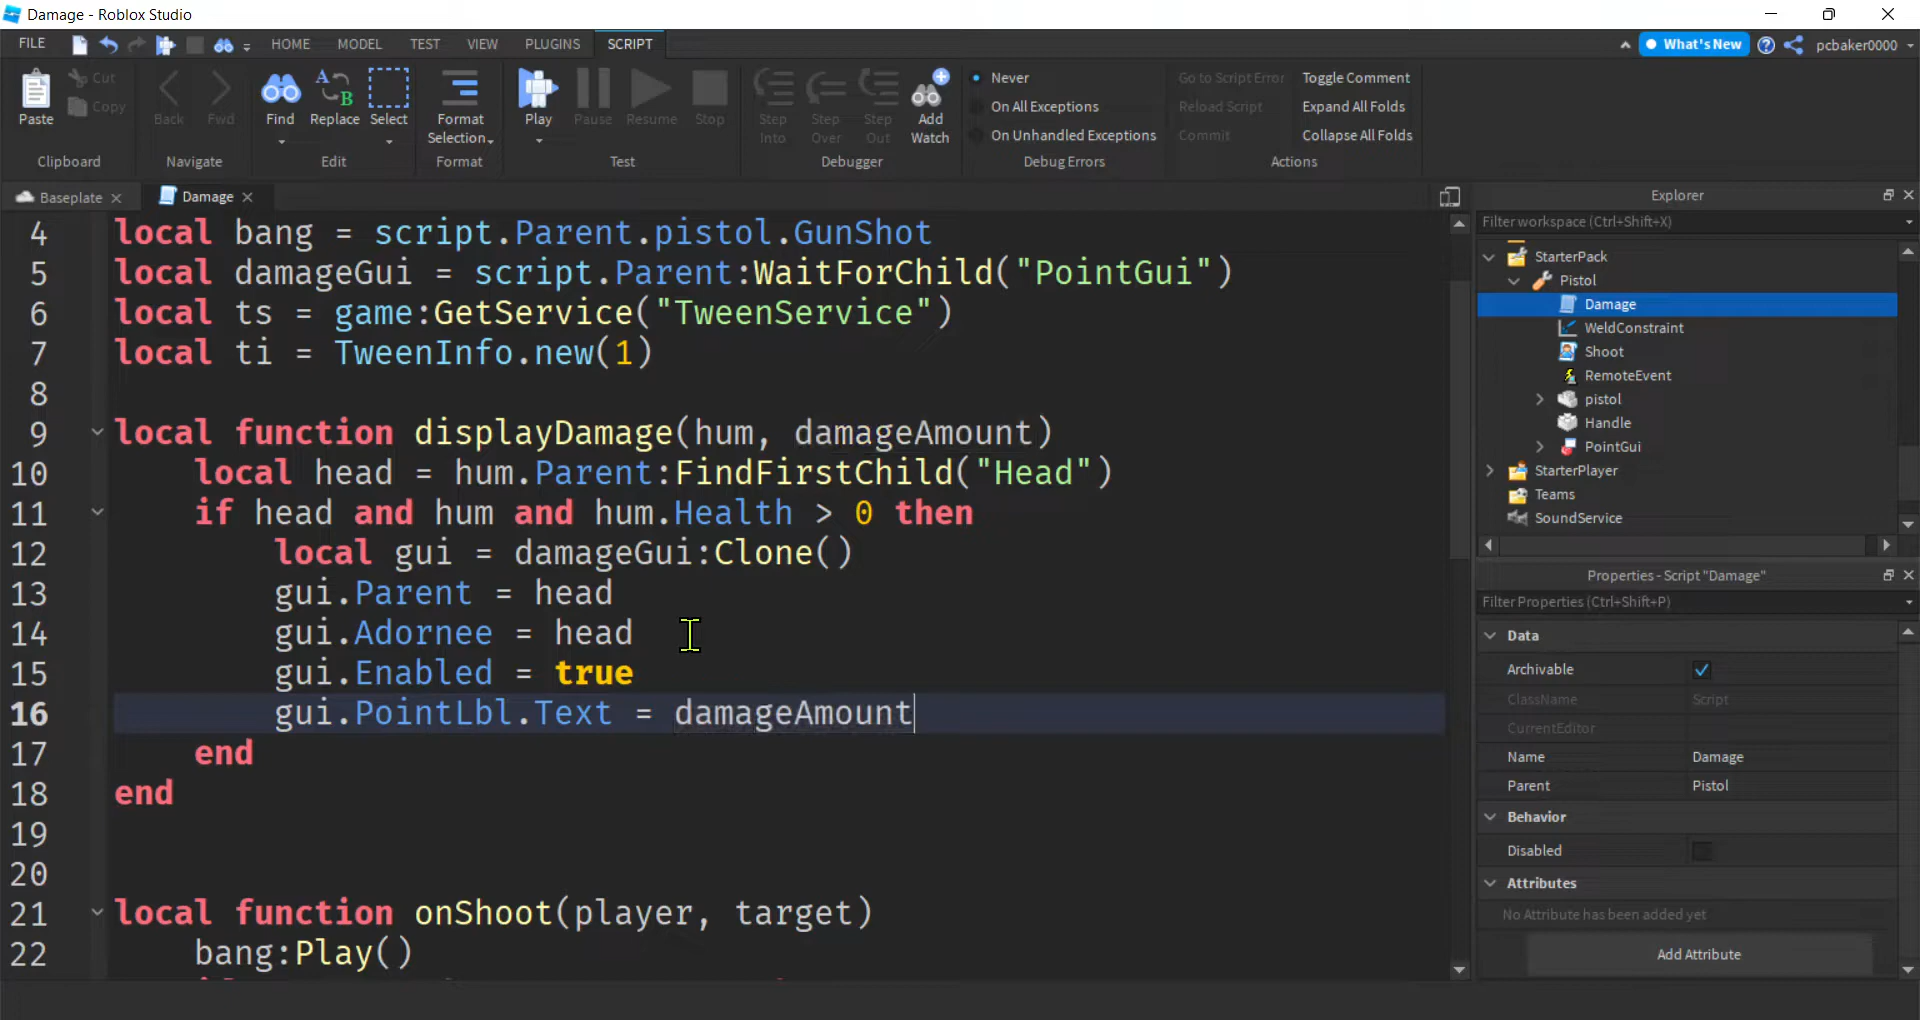 Damage - Roblox Studio
FILE HOME MODEL TEST VIEW PLUGINS SCRIPT What's New pcbaker0000
Paste Cut Copy Back Fwd Find Replace Select Format Selection Play Pause Resume Stop Step Into Step Over Step Out Add Watch
Never
On All Exceptions
On Unhandled Exceptions
Go to Script Error
Reload Script
Commit
Toggle Comment
Expand All Folds
Collapse All Folds
Clipboard Navigate Edit Format Test Debugger Debug Errors Actions
Baseplate Damage
4 local bang = script.Parent.pistol.GunShot
5 local damageGui = script.Parent:WaitForChild("PointGui")
6 local ts = game:GetService("TweenService")
7 local ti = TweenInfo.new(1)
8
9 local function displayDamage(hum, damageAmount)
10 local head = hum.Parent:FindFirstChild("Head")
11 if head and hum and hum.Health > 0 then
12 local gui = damageGui:Clone()
13 gui.Parent = head
14 gui.Adornee = head
15 gui.Enabled = true
16 gui.PointLbl.Text = damageAmount
17 end
18 end
19
20
21 local function onShoot(player, target)
22 bang:Play()
Explorer
Filter workspace (Ctrl+Shift+X)
StarterPack
Pistol
Damage
WeldConstraint
Shoot
RemoteEvent
pistol
Handle
PointGui
StarterPlayer
Teams
SoundService
Properties - Script "Damage"
Filter Properties (Ctrl+Shift+P)
Data
Archivable
ClassName Script
CurrentEditor
Name Damage
Parent Pistol
Behavior
Disabled
Attributes
No Attribute has been added yet
Add Attribute